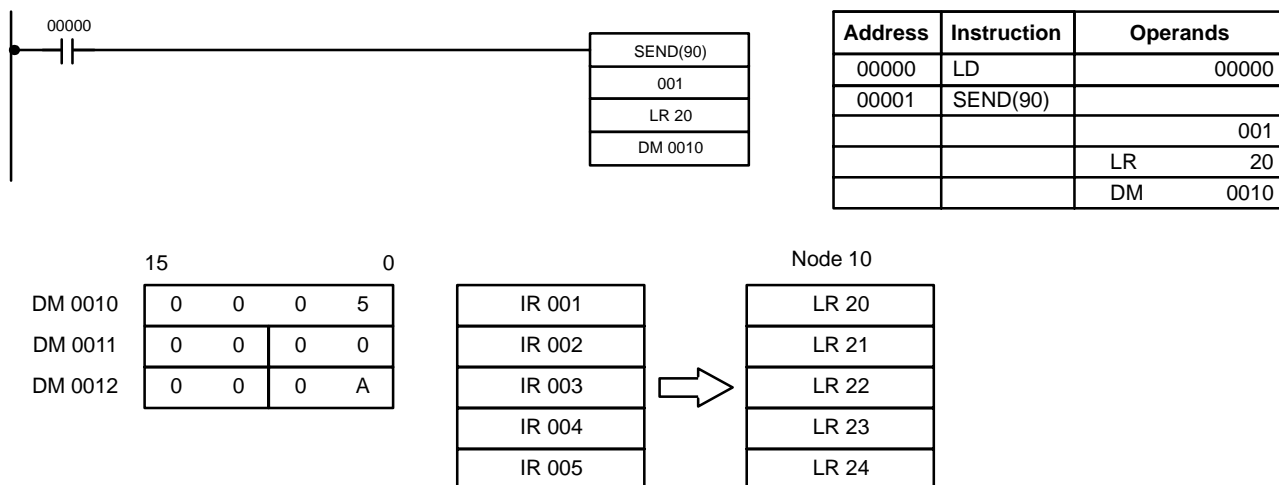 00000
SEND(90)
001
LR 20
DM 0010
Address Instruction Operands
00000 LD 00000
00001 SEND(90)
001
LR 20
DM 0010
15 0
DM 0010 0 0 0 5
DM 0011 0 0 0 0
DM 0012 0 0 0 A
IR 001
IR 002
IR 003
IR 004
IR 005
Node 10
LR 20
LR 21
LR 22
LR 23
LR 24